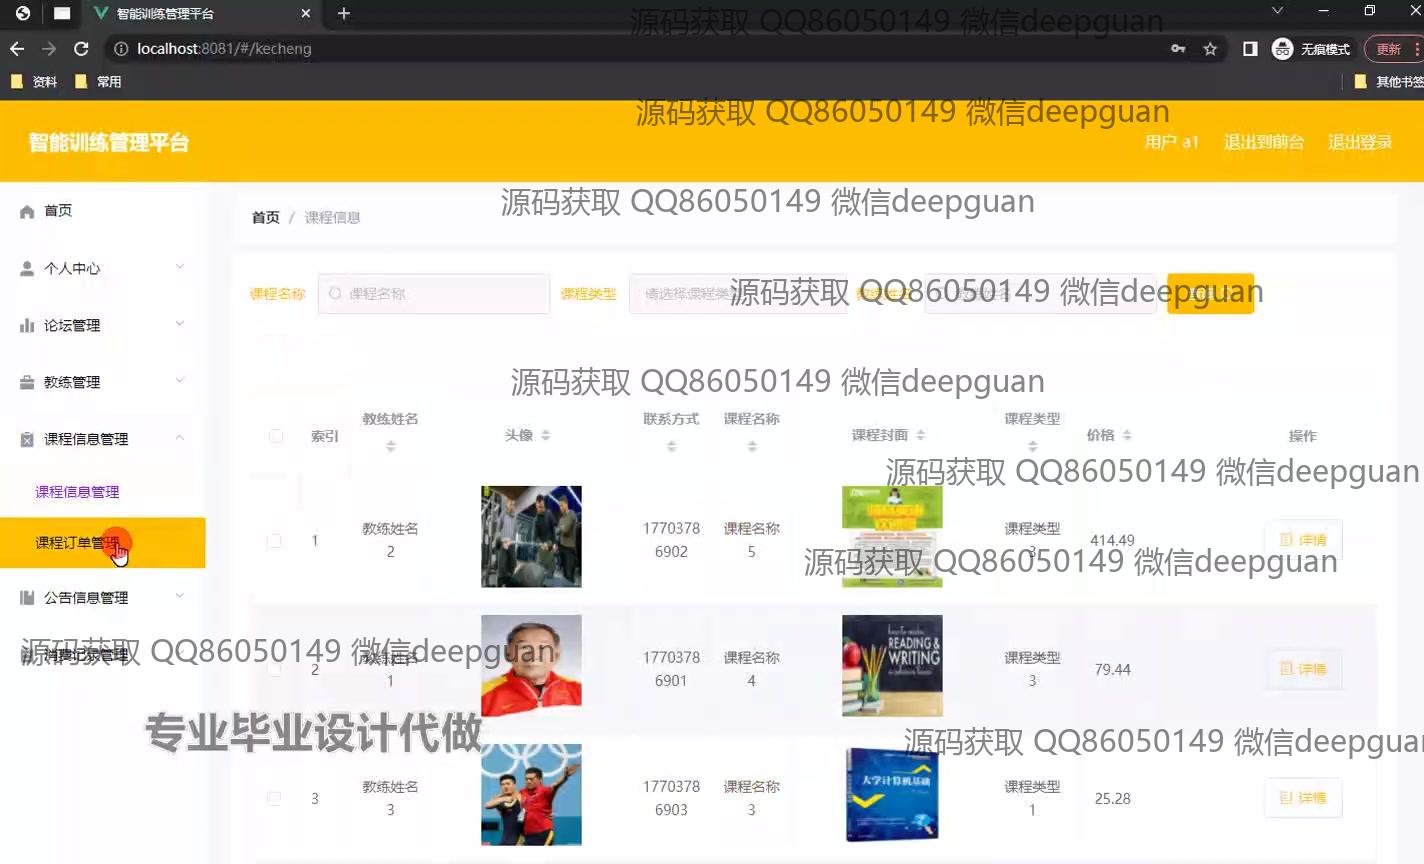 智能训练管理平台
源码获取 QQ86050149 微信deepguan
localhost:8081/#/kecheng
无痕模式
更新
资料
常用
其他书签
源码获取 QQ86050149 微信deepguan
智能训练管理平台
用户 a1
退出到前台
退出登录
源码获取 QQ86050149 微信deepguan
首页
首页 / 课程信息
个人中心
课程名称
课程名称
课程类型
请选择课程类型
源码获取 QQ86050149 微信deepguan
教练姓名
论坛管理
教练管理
源码获取 QQ86050149 微信deepguan
课程信息管理
索引
教练姓名
头像
联系方式
课程名称
课程封面
课程类型
价格
操作
源码获取 QQ86050149 微信deepguan
课程信息管理
课程订单管理
1
教练姓名
2
1770378
6902
课程名称
5
课程类型
3
414.49
详情
源码获取 QQ86050149 微信deepguan
公告信息管理
消费记录管理
源码获取 QQ86050149 微信deepguan
2
教练姓名
1
1770378
6901
课程名称
4
READING &
WRITING
课程类型
3
79.44
详情
专业毕业设计代做
源码获取 QQ86050149 微信deepguan
3
教练姓名
3
1770378
6903
课程名称
3
大学计算机基础
课程类型
1
25.28
详情